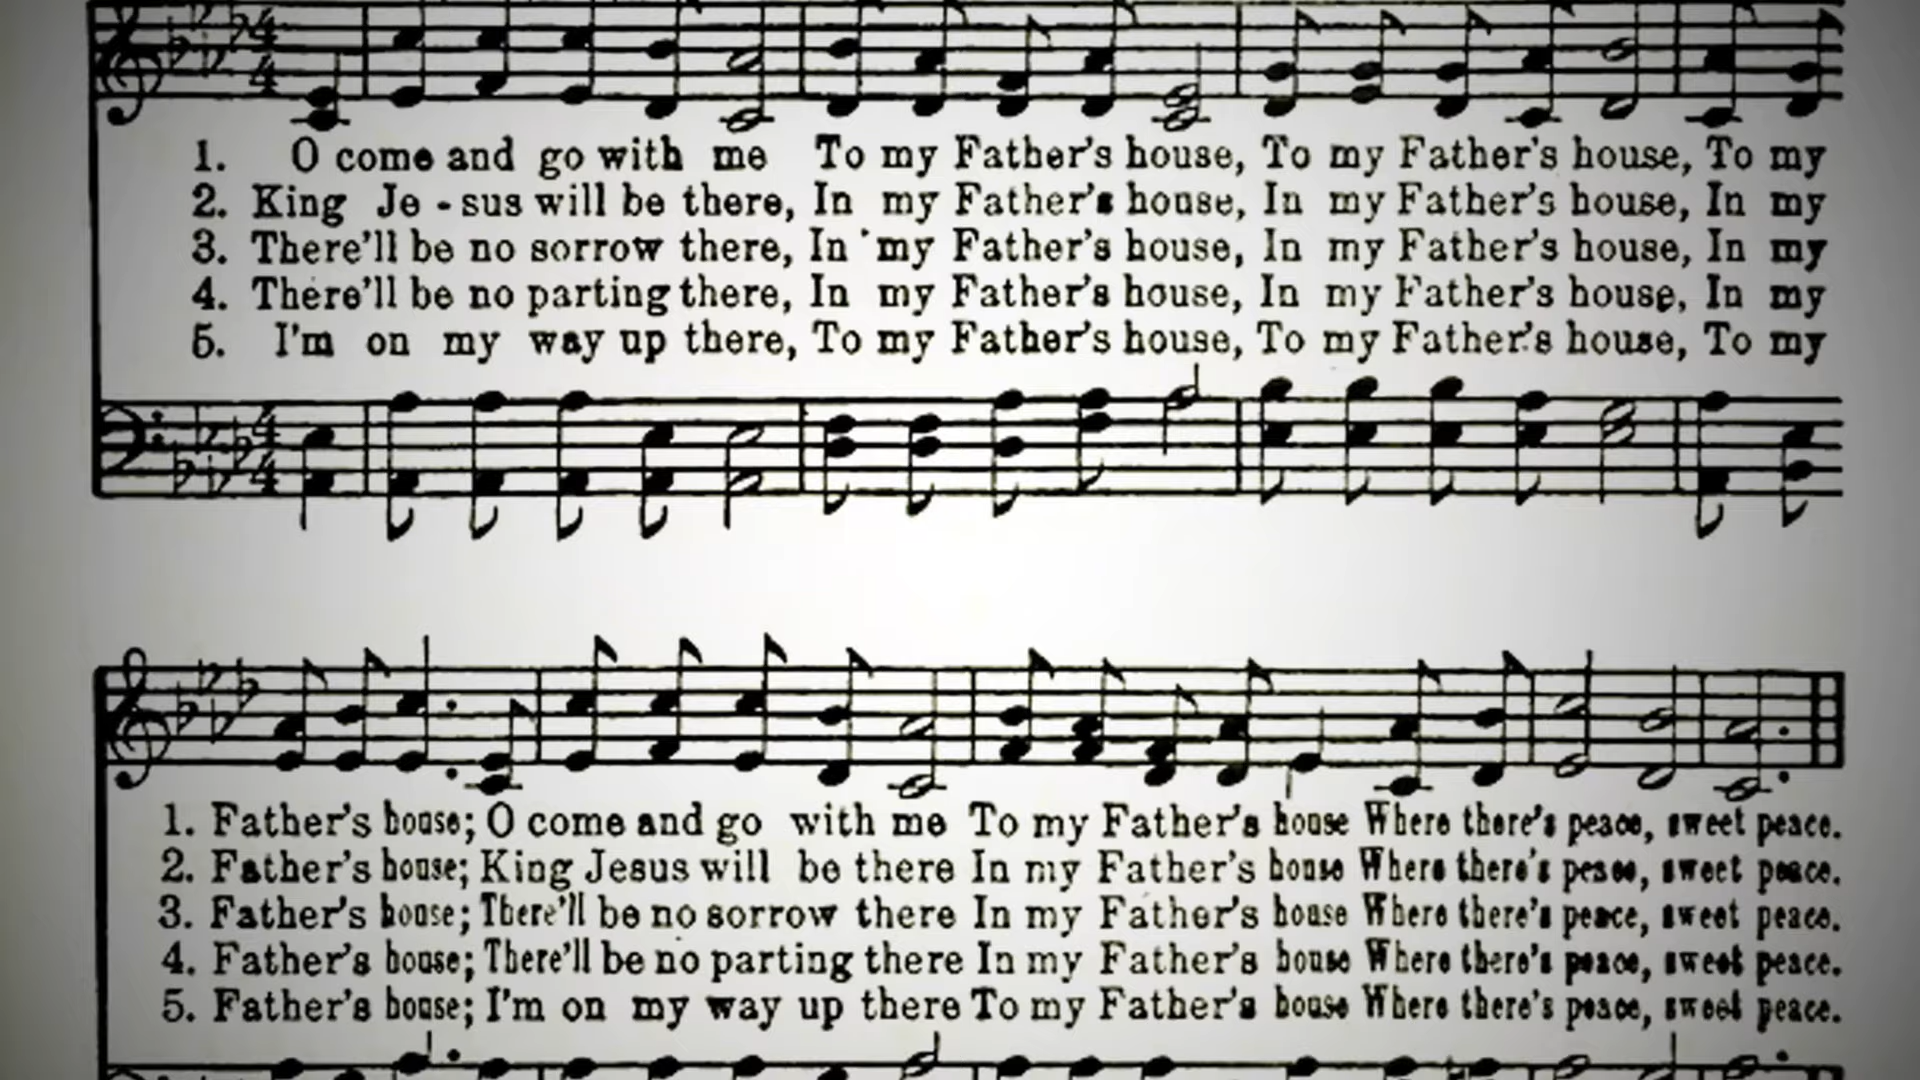 4
4
1. O come and go with me To my Father's house, To my Father's house, To my
2. King Je - sus will be there, In my Father's house, In my Father's house, In my
3. There'll be no sorrow there, In my Father's house, In my Father's house, In my
4. There'll be no parting there, In my Father's house, In my Father's house, In my
5. I'm on my way up there, To my Father's house, To my Father's house, To my
4
4
1. Father's house; O come and go with me To my Father's house Where there's peace, sweet peace.
2. Father's house; King Jesus will be there In my Father's house Where there's peace, sweet peace.
3. Father's house; There'll be no sorrow there In my Father's house Where there's peace, sweet peace.
4. Father's house; There'll be no parting there In my Father's house Where there's peace, sweet peace.
5. Father's house; I'm on my way up there To my Father's house Where there's peace, sweet peace.